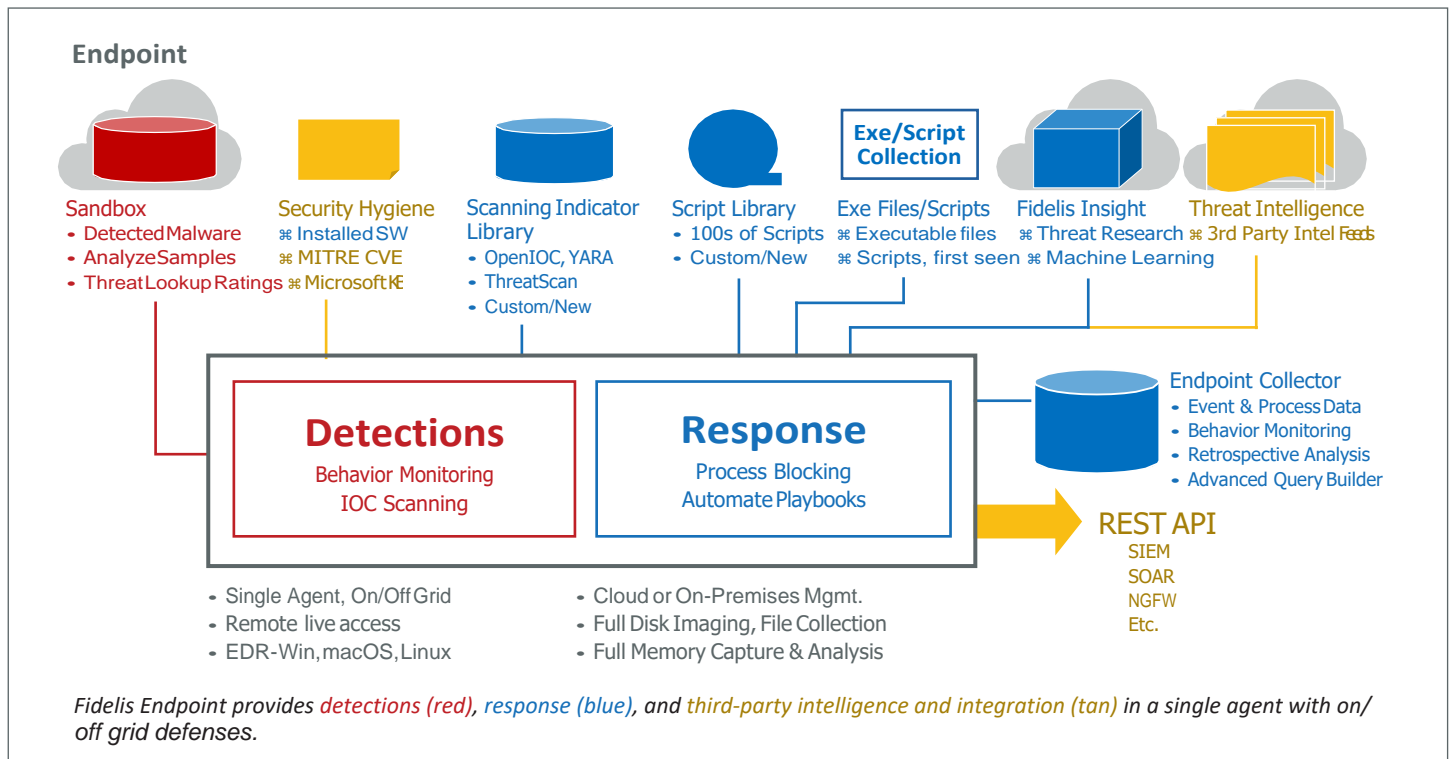 Endpoint
Exe/Script
Collection
Sandbox
• Detected Malware
• Analyze Samples
• Threat Lookup Ratings
Security Hygiene
⌘ Installed SW
⌘ MITRE CVE
⌘ Microsoft KB
Scanning Indicator
Library
• OpenIOC, YARA
• ThreatScan
• Custom/New
Script Library
• 100s of Scripts
• Custom/New
Exe Files/Scripts
⌘ Executable files
⌘ Scripts, first seen
Fidelis Insight
⌘ Threat Research
⌘ Machine Learning
Threat Intelligence
⌘ 3rd Party Intel Feeds
Detections
Behavior Monitoring
IOC Scanning
Response
Process Blocking
Automate Playbooks
Endpoint Collector
• Event & Process Data
• Behavior Monitoring
• Retrospective Analysis
• Advanced Query Builder
REST API
SIEM
SOAR
NGFW
Etc.
• Single Agent, On/Off Grid
• Remote live access
• EDR-Win, macOS, Linux
• Cloud or On-Premises Mgmt.
• Full Disk Imaging, File Collection
• Full Memory Capture & Analysis
Fidelis Endpoint provides detections (red), response (blue), and third-party intelligence and integration (tan) in a single agent with on/
off grid defenses.